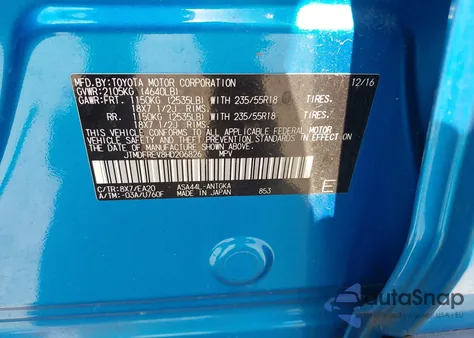 MFD.BY: TOYOTA MOTOR CORPORATION 12/16
GVWR: 2105KG (4640LB)
GAWR: FRT. 1150KG (2535LB) WITH 235/55R18 TIRES.
18X7 1/2J RIMS.
RR. 1150KG (2535LB) WITH 235/55R18 TIRES.
18X7 1/2J RIMS.
THIS VEHICLE CONFORMS TO ALL APPLICABLE FEDERAL MOTOR
VEHICLE SAFETY, BUMPER, AND THEFT PREVENTION STANDARDS IN EFFECT
ON THE DATE OF MANUFACTURE SHOWN ABOVE.
JTMDFREV8HD206826 MPV
C/TR: 8X7/EA20 ASA44L-ANTGKA
A/TM: -03A/U760F MADE IN JAPAN 853 E
autoSnap